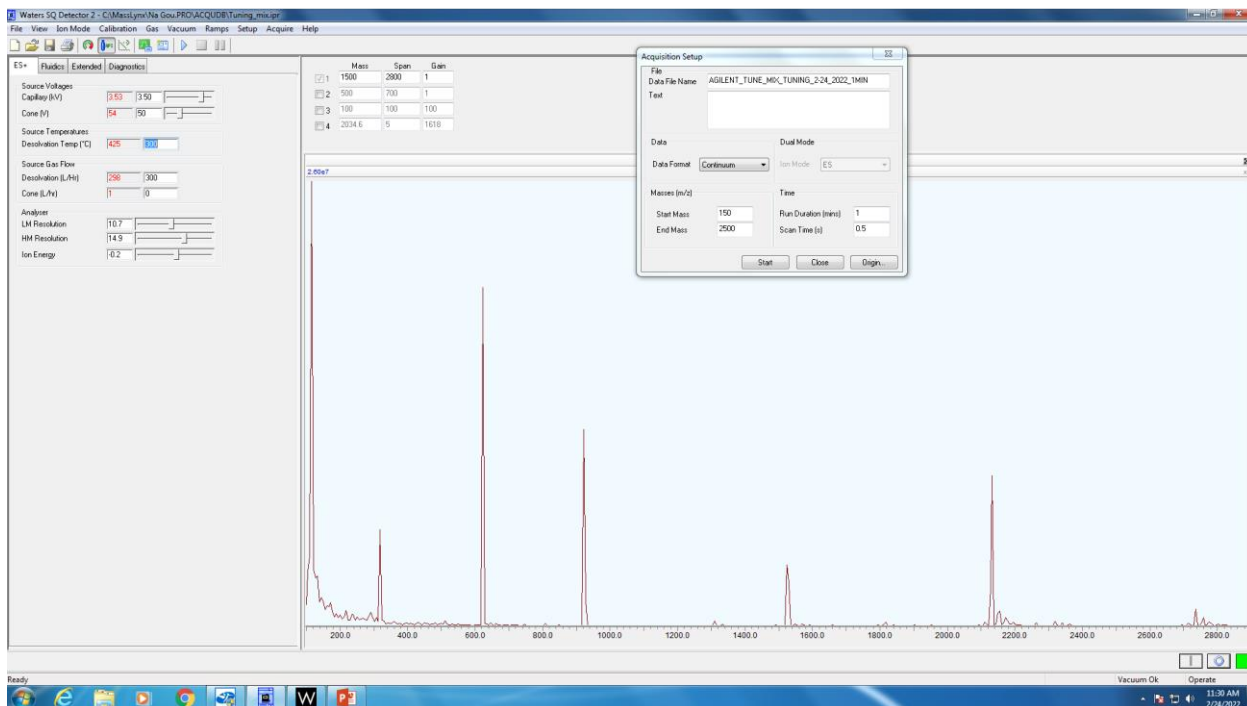 Waters SQ Detector 2 - C:\MassLynx\Na Gou.PRO\ACQUDB\Tuning_mix.ipr
File View Ion Mode Calibration Gas Vacuum Ramps Setup Acquire Help
ES+ Fluidics Extended Diagnostics
Source Voltages
Capillary (kV) 3.53 3.50
Cone (V) 54 50
Source Temperatures
Desolvation Temp (°C) 425 300
Source Gas Flow
Desolvation (L/Hr) 298 300
Cone (L/hr) 1 0
Analyser
LM Resolution 10.7
HM Resolution 14.9
Ion Energy -0.2
Mass Span Gain
1 1500 2800 1
2 500 700 1
3 100 100 100
4 2034.6 5 1618
2.60e7
Acquisition Setup
File
Data File Name AGILENT_TUNE_MIX_TUNING_2-24_2022_1MIN
Text
Data Dual Mode
Data Format Continuum Ion Mode ES
Masses (m/z) Time
Start Mass 150 Run Duration (mins) 1
End Mass 2500 Scan Time (s) 0.5
Start Close Origin...
200.0 400.0 600.0 800.0 1000.0 1200.0 1400.0 1600.0 1800.0 2000.0 2200.0 2400.0 2600.0 2800.0
Ready Vacuum Ok Operate
W
11:30 AM
2/24/2022